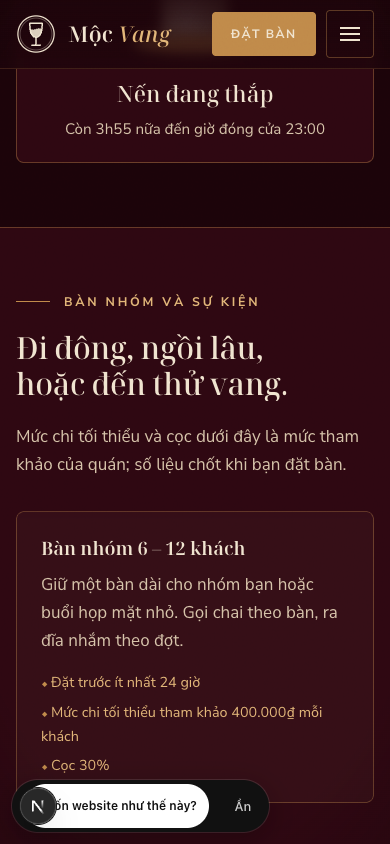 Mộc Vang
ĐẶT BÀN
Nến đang thắp
Còn 3h55 nữa đến giờ đóng cửa 23:00
BÀN NHÓM VÀ SỰ KIỆN
Đi đông, ngồi lâu,
hoặc đến thử vang.
Mức chi tối thiểu và cọc dưới đây là mức tham
khảo của quán; số liệu chốt khi bạn đặt bàn.
Bàn nhóm 6 – 12 khách
Giữ một bàn dài cho nhóm bạn hoặc
buổi họp mặt nhỏ. Gọi chai theo bàn, ra
đĩa nhắm theo đợt.
Đặt trước ít nhất 24 giờ
Mức chi tối thiểu tham khảo 400.000₫ mỗi
khách
Cọc 30%
N
website như thế này?
Ẩn